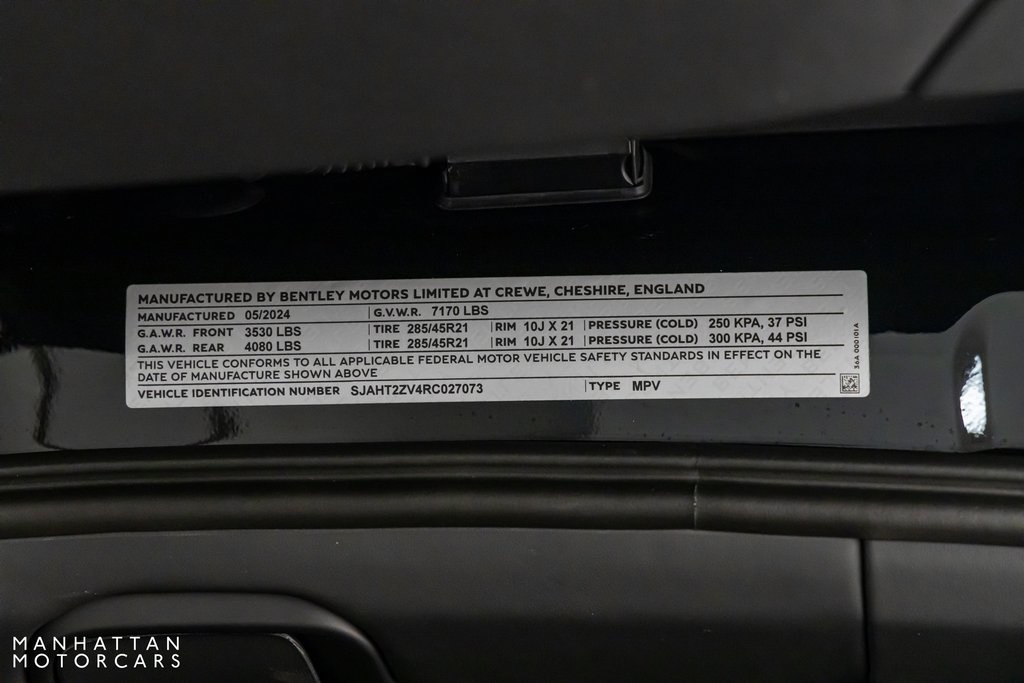 MANUFACTURED BY BENTLEY MOTORS LIMITED AT CREWE, CHESHIRE, ENGLAND
MANUFACTURED 05/2024 G.V.W.R. 7170 LBS
G.A.W.R. FRONT 3530 LBS TIRE 285/45R21 RIM 10J X 21 PRESSURE (COLD) 250 KPA, 37 PSI
G.A.W.R. REAR 4080 LBS TIRE 285/45R21 RIM 10J X 21 PRESSURE (COLD) 300 KPA, 44 PSI
THIS VEHICLE CONFORMS TO ALL APPLICABLE FEDERAL MOTOR VEHICLE SAFETY STANDARDS IN EFFECT ON THE
DATE OF MANUFACTURE SHOWN ABOVE
VEHICLE IDENTIFICATION NUMBER SJAHT2ZV4RC027073 TYPE MPV
36A 000101A
MANHATTAN
MOTORCARS